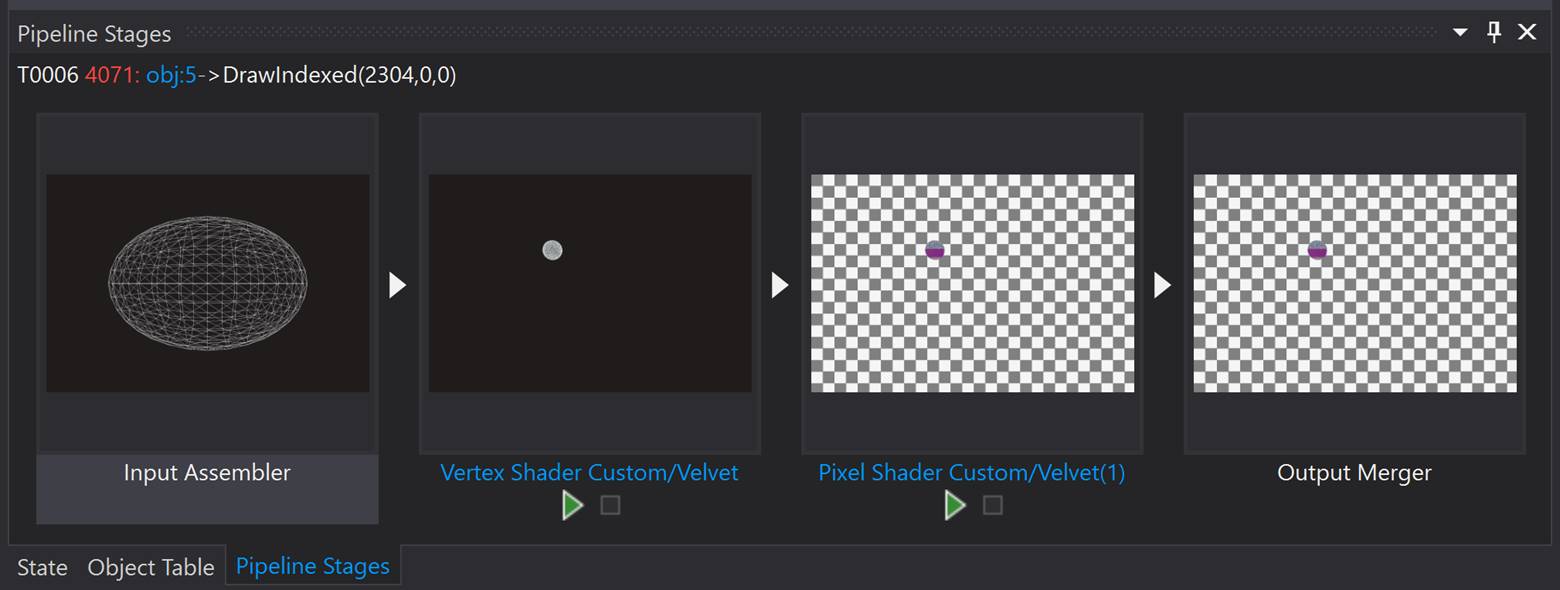 Pipeline Stages
T0006 4071: obj:5->DrawIndexed(2304,0,0)
Input Assembler
Vertex Shader Custom/Velvet
Pixel Shader Custom/Velvet(1)
Output Merger
State Object Table Pipeline Stages